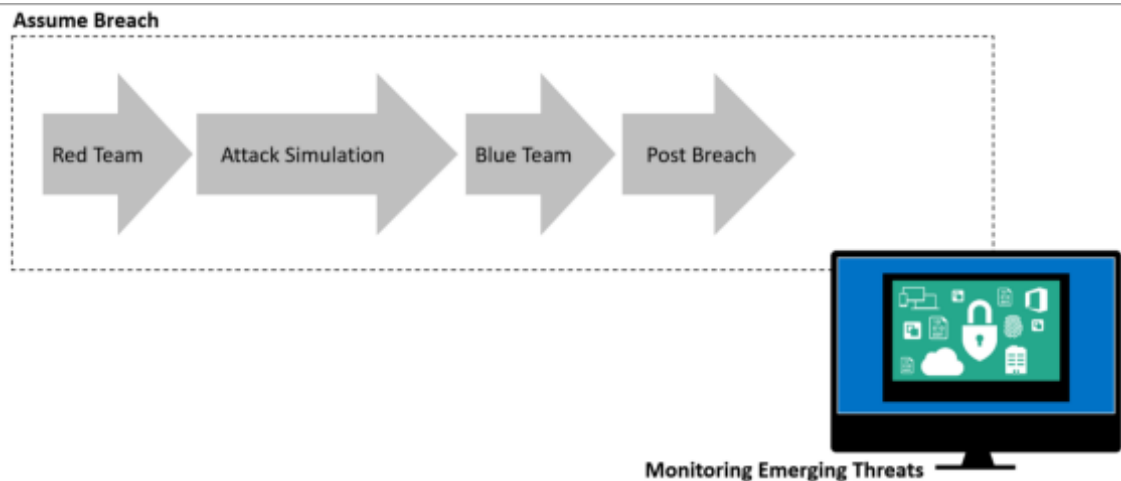 Assume Breach
Red Team
Attack Simulation
Blue Team
Post Breach
Monitoring Emerging Threats